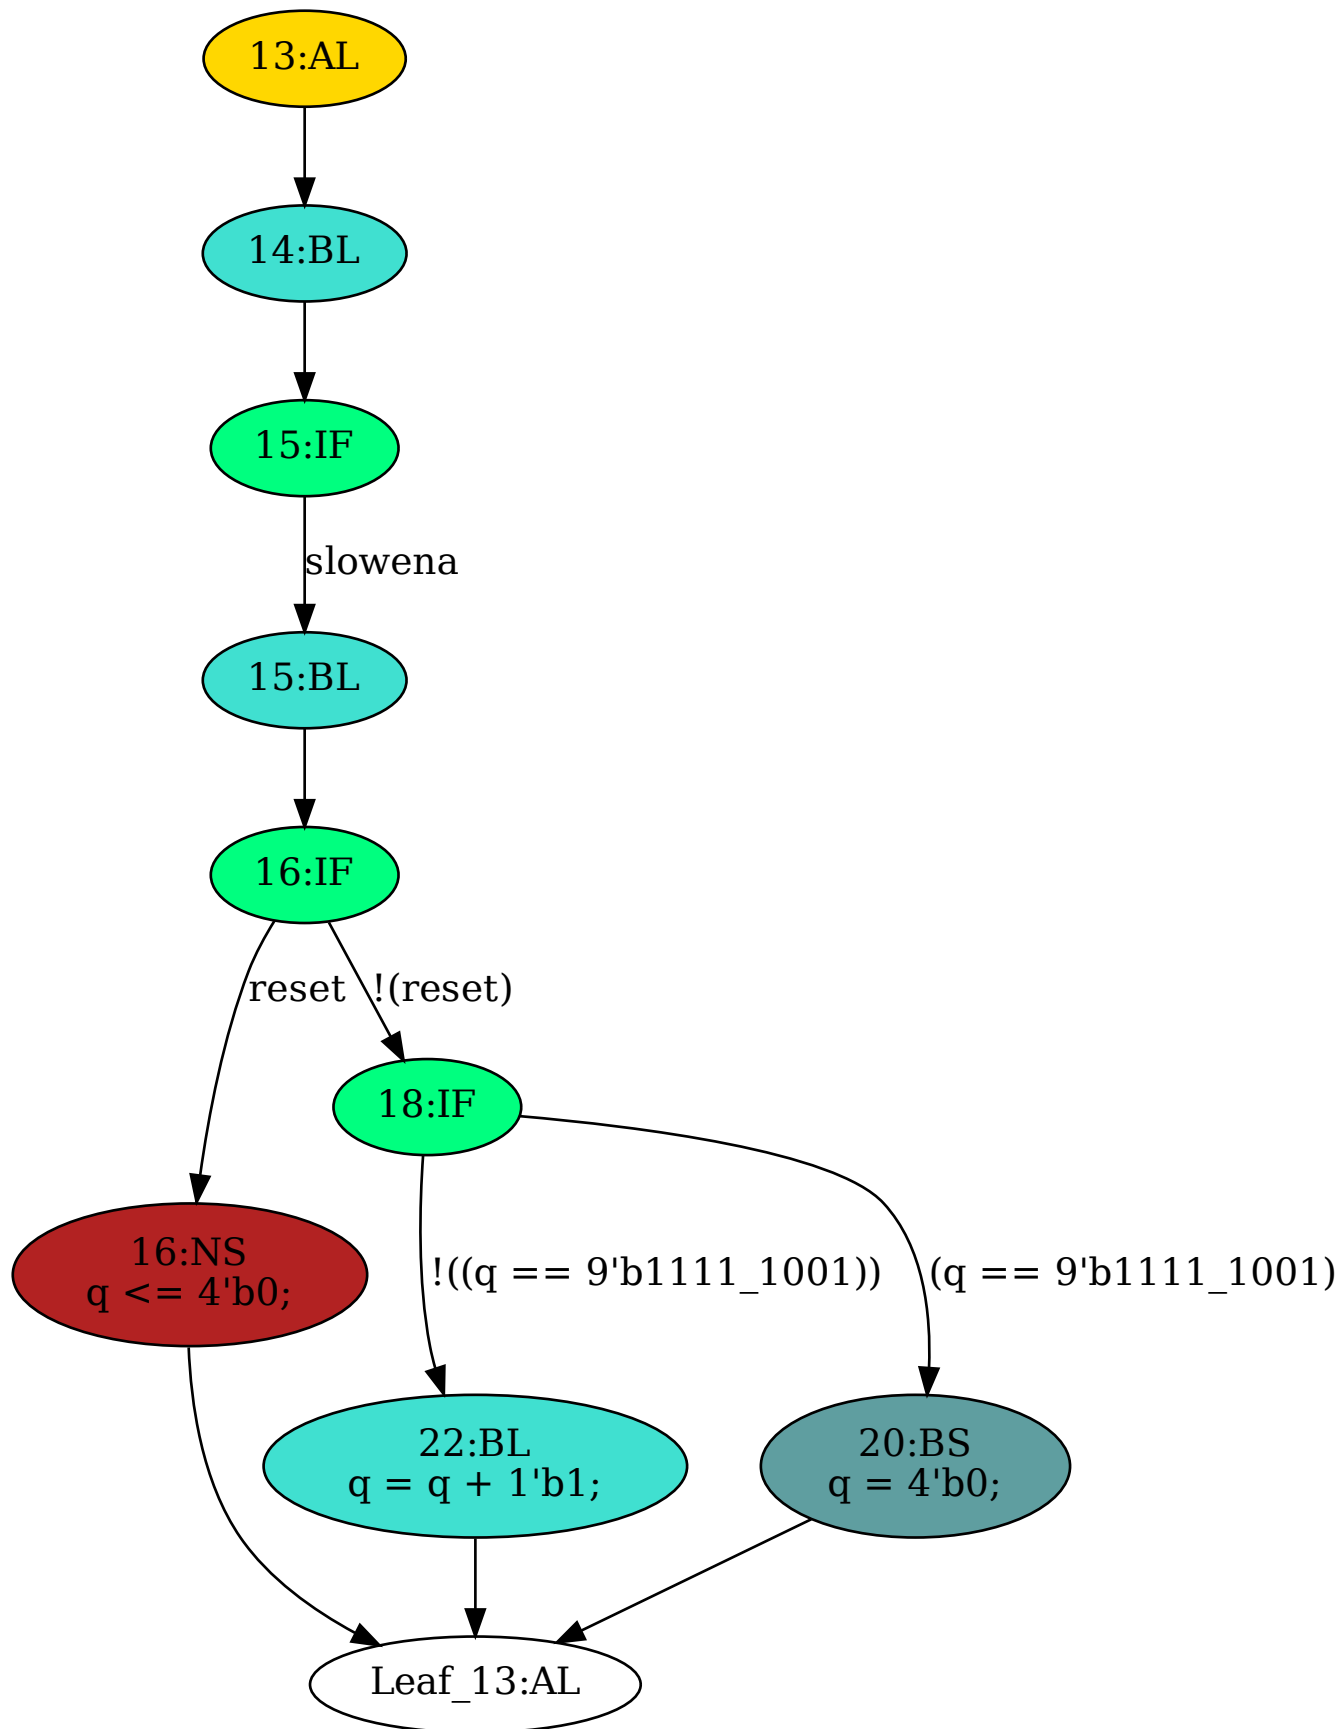 13:AL
14:BL
15:IF
slowena
15:BL
16:IF
reset
!(reset)
18:IF
16:NS
q <= 4'b0;
!((q == 9'b1111_1001))
(q == 9'b1111_1001)
22:BL
q = q + 1'b1;
20:BS
q = 4'b0;
Leaf_13:AL